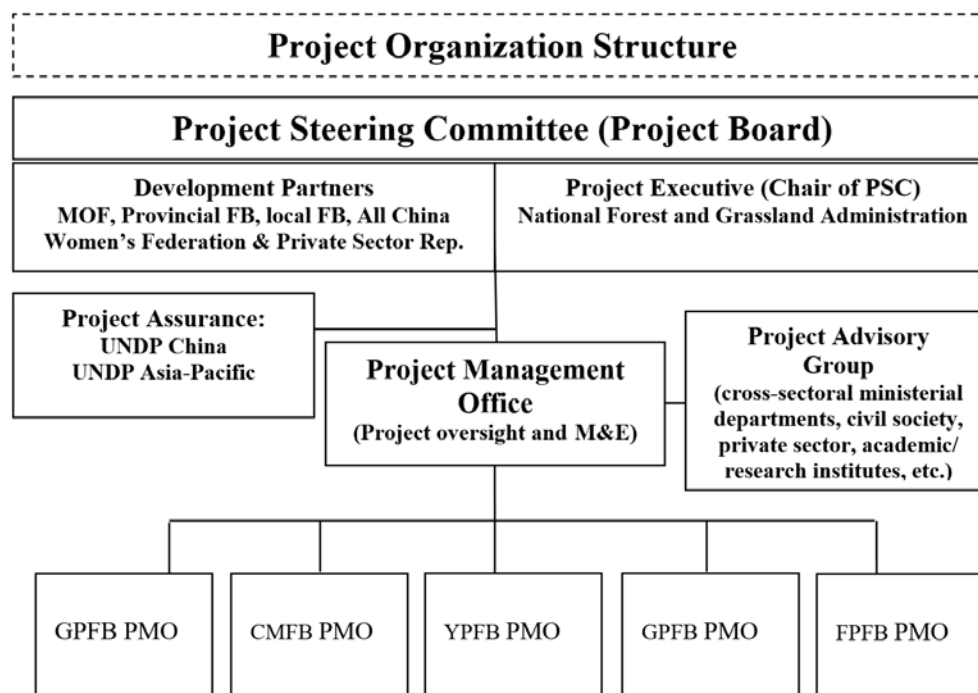 Project Organization Structure
Project Steering Committee (Project Board)
Development Partners
MOF, Provincial FB, local FB, All China
Women's Federation & Private Sector Rep.
Project Executive (Chair of PSC)
National Forest and Grassland Administration
Project Assurance:
UNDP China
UNDP Asia-Pacific
Project Management
Office
(Project oversight and M&E)
Project Advisory
Group
(cross-sectoral ministerial
departments, civil society,
private sector, academic/
research institutes, etc.)
GPFB PMO
CMFB PMO
YPFB PMO
GPFB PMO
FPFB PMO